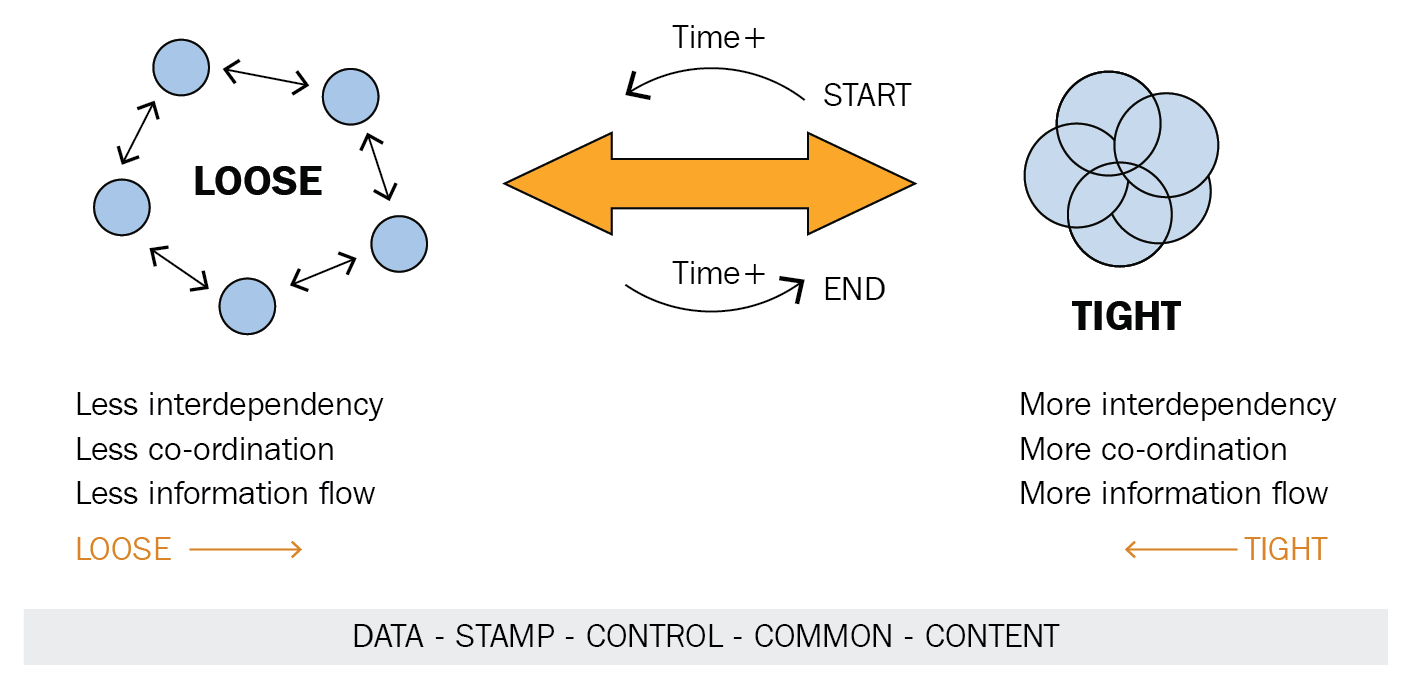 Time+
START
LOOSE
Time+
END
TIGHT
Less interdependency
Less co-ordination
Less information flow
LOOSE
More interdependency
More co-ordination
More information flow
TIGHT
DATA - STAMP - CONTROL - COMMON - CONTENT